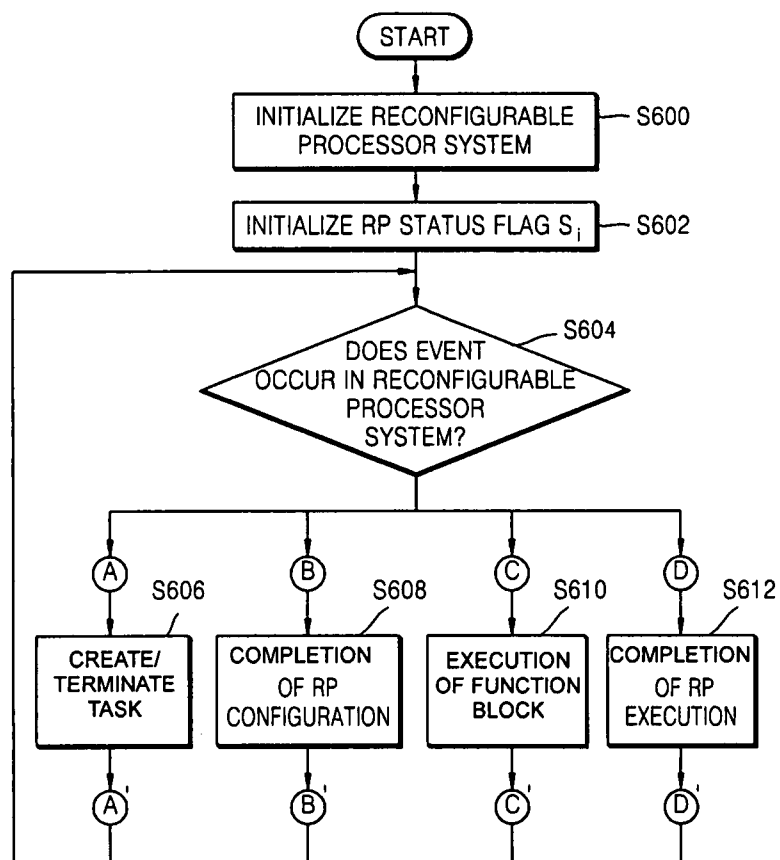 START
INITIALIZE RECONFIGURABLE
PROCESSOR SYSTEM
S600
INITIALIZE RP STATUS FLAG Si
S602
S604
DOES EVENT
OCCUR IN RECONFIGURABLE
PROCESSOR
SYSTEM?
A
B
C
D
S606
S608
S610
S612
CREATE/
TERMINATE
TASK
COMPLETION
OF RP
CONFIGURATION
EXECUTION
OF FUNCTION
BLOCK
COMPLETION
OF RP
EXECUTION
A'
B'
C'
D'